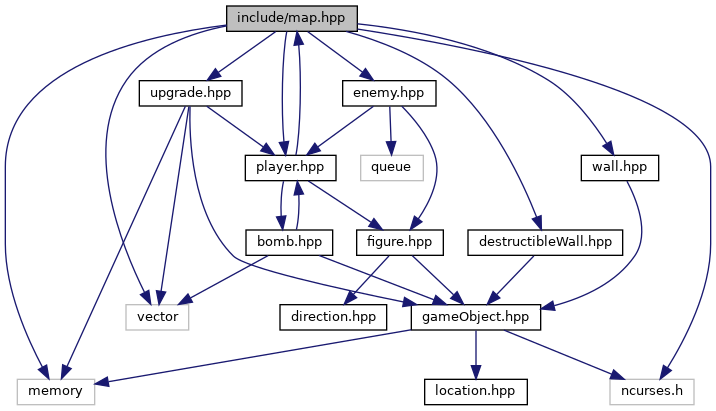 include/map.hpp
upgrade.hpp
enemy.hpp
player.hpp
queue
wall.hpp
bomb.hpp
figure.hpp
destructibleWall.hpp
vector
direction.hpp
gameObject.hpp
memory
location.hpp
ncurses.h